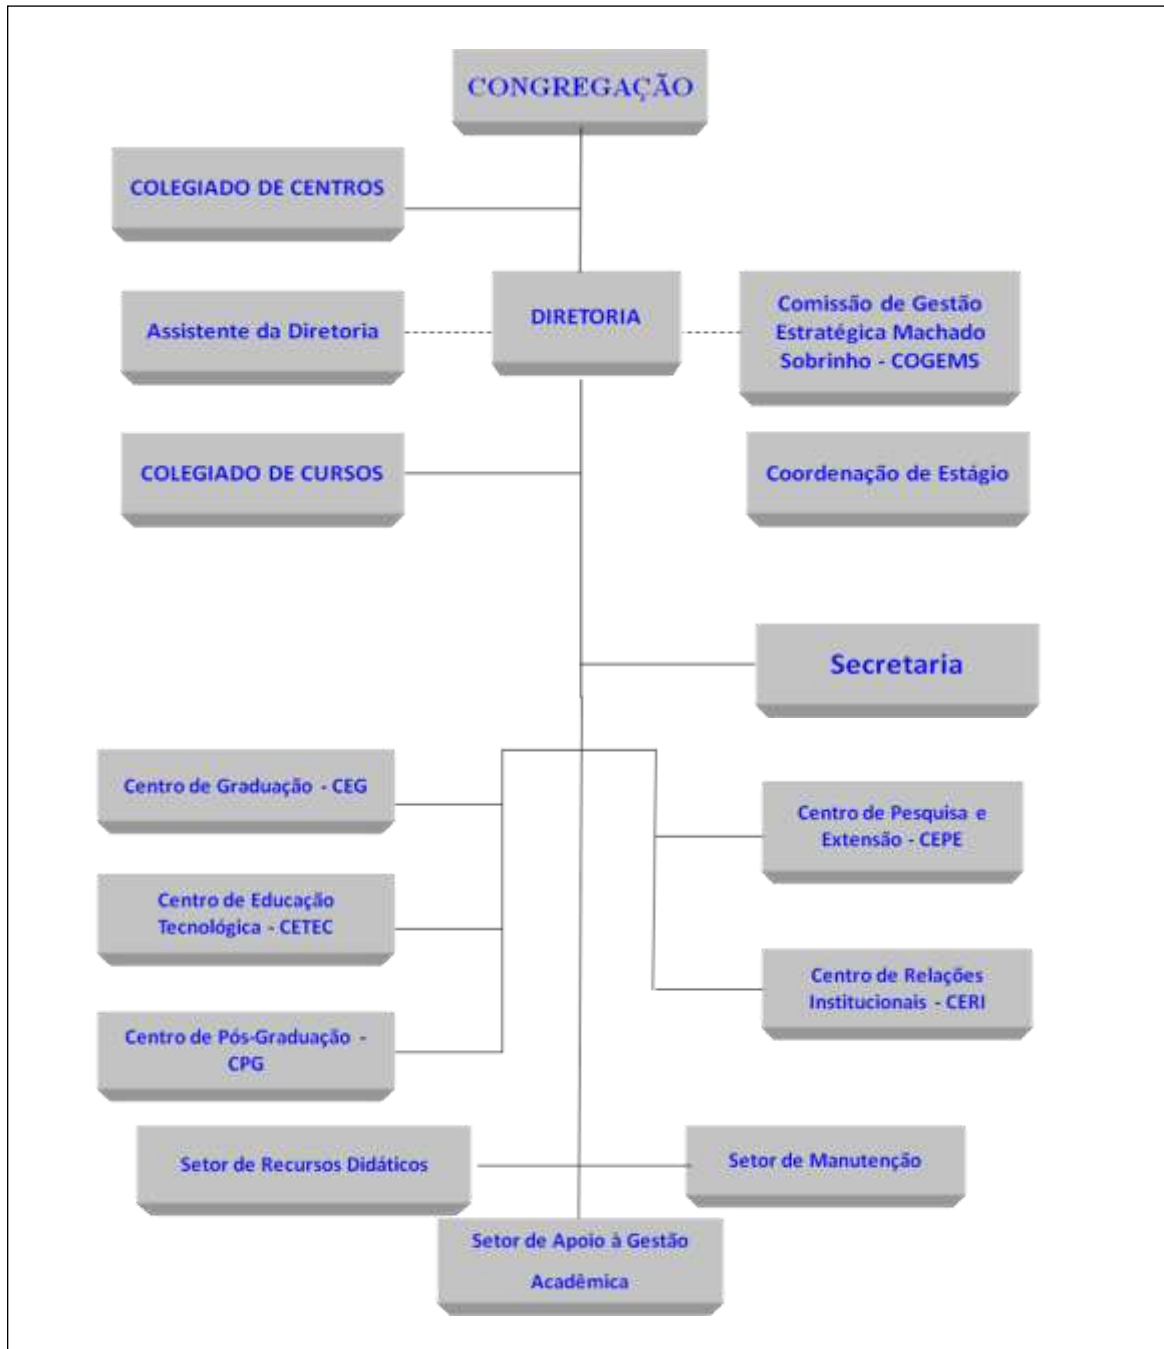 CONGREGAÇÃO
COLEGIADO DE CENTROS
DIRETORIA
Assistente da Diretoria
Comissão de Gestão
Estratégica Machado
Sobrinho - COGEMS
COLEGIADO DE CURSOS
Coordenação de Estágio
Secretaria
Centro de Graduação - CEG
Centro de Pesquisa e
Extensão - CEPE
Centro de Educação
Tecnológica - CETEC
Centro de Relações
Institucionais - CERI
Centro de Pós-Graduação -
CPG
Setor de Recursos Didáticos
Setor de Manutenção
Setor de Apoio à Gestão
Acadêmica